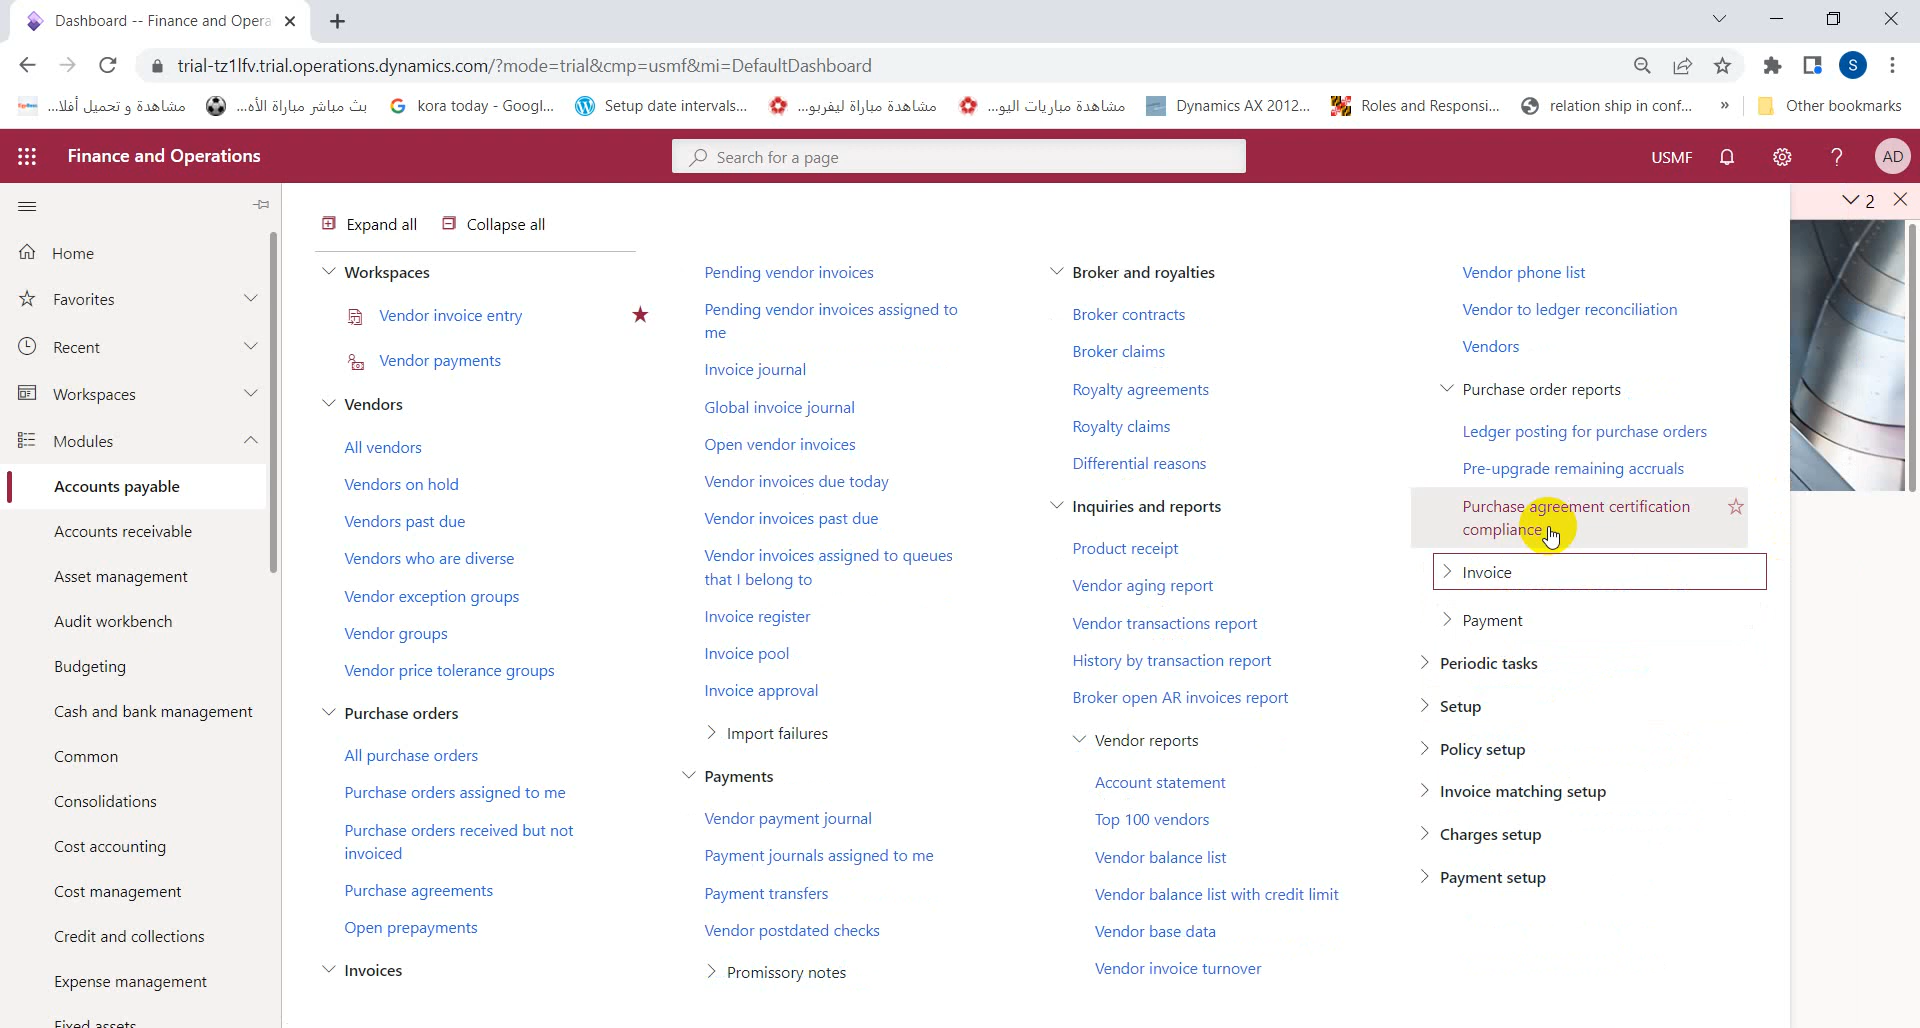 Dashboard -- Finance and Opera
trial-tz1lfv.trial.operations.dynamics.com/?mode=trial&cmp=usmf&mi=DefaultDashboard
S
مشاهدة و تحميل أفلا...
بث مباشر مباراة الأه...
kora today - Googl...
Setup date intervals...
مشاهدة مباراة ليفربو...
مشاهدة مباريات اليو...
Dynamics AX 2012...
Roles and Responsi...
relation ship in conf...
»
Other bookmarks
Finance and Operations
Search for a page
USMF
?
AD
2
Home
Favorites
Recent
Workspaces
Modules
Accounts payable
Accounts receivable
Asset management
Audit workbench
Budgeting
Cash and bank management
Common
Consolidations
Cost accounting
Cost management
Credit and collections
Expense management
Fixed assets
Expand all
Collapse all
Workspaces
Vendor invoice entry
Vendor payments
Vendors
All vendors
Vendors on hold
Vendors past due
Vendors who are diverse
Vendor exception groups
Vendor groups
Vendor price tolerance groups
Purchase orders
All purchase orders
Purchase orders assigned to me
Purchase orders received but not
invoiced
Purchase agreements
Open prepayments
Invoices
Pending vendor invoices
Pending vendor invoices assigned to
me
Invoice journal
Global invoice journal
Open vendor invoices
Vendor invoices due today
Vendor invoices past due
Vendor invoices assigned to queues
that I belong to
Invoice register
Invoice pool
Invoice approval
Import failures
Payments
Vendor payment journal
Payment journals assigned to me
Payment transfers
Vendor postdated checks
Promissory notes
Broker and royalties
Broker contracts
Broker claims
Royalty agreements
Royalty claims
Differential reasons
Inquiries and reports
Product receipt
Vendor aging report
Vendor transactions report
History by transaction report
Broker open AR invoices report
Vendor reports
Account statement
Top 100 vendors
Vendor balance list
Vendor balance list with credit limit
Vendor base data
Vendor invoice turnover
Vendor phone list
Vendor to ledger reconciliation
Vendors
Purchase order reports
Ledger posting for purchase orders
Pre-upgrade remaining accruals
Purchase agreement certification
compliance
Invoice
Payment
Periodic tasks
Setup
Policy setup
Invoice matching setup
Charges setup
Payment setup